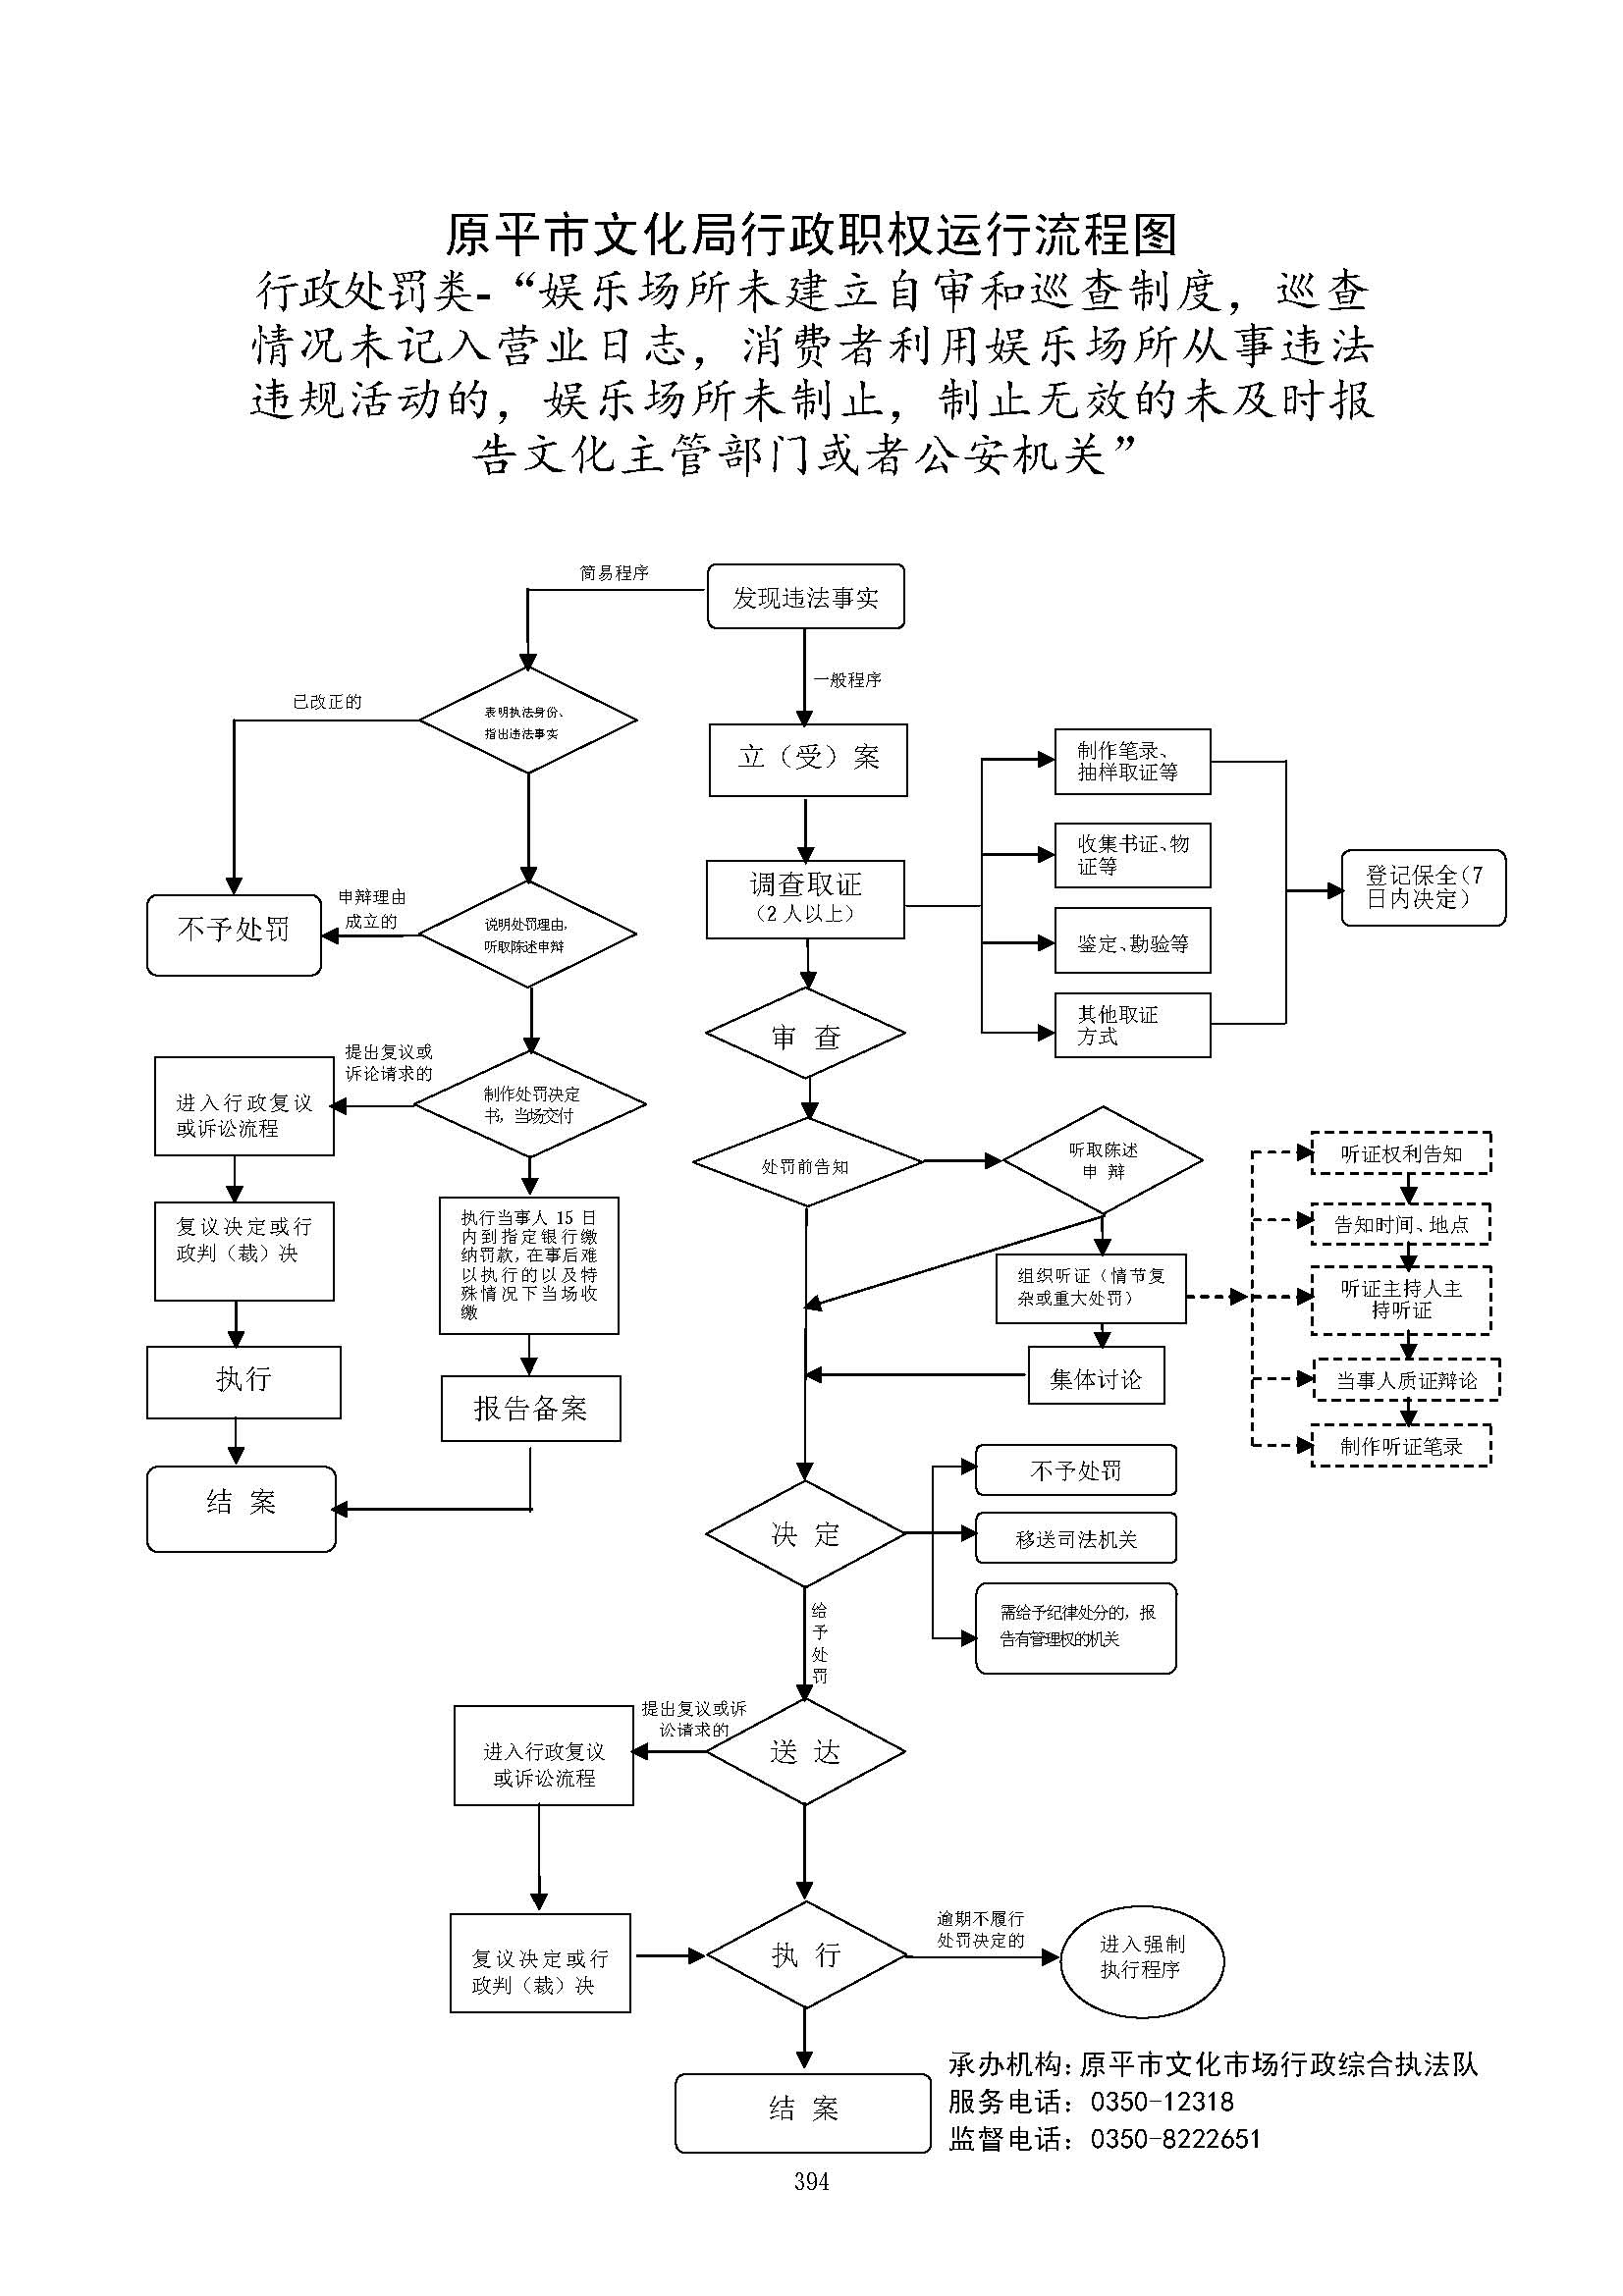 原平市文化局行政职权运行流程图
行政处罚类-“娱乐场所未建立自审和巡查制度，巡查
情况未记入营业日志，消费者利用娱乐场所从事违法
违规活动的，娱乐场所未制止，制止无效的未及时报
告文化主管部门或者公安机关”
简易程序
发现违法事实
一般程序
已改正的
表明执法身份、
指出违法事实
立（受）案
制作笔录、
抽样取证等
收集书证、物
证等
登记保全（7
日内决定）
调查取证
（2人以上）
申辩理由
成立的
不予处罚
说明处罚理由，
听取陈述申辩
鉴定、勘验等
其他取证
方式
审 查
提出复议或
诉论请求的
进入行政复议
或诉讼流程
制作处罚决定
书，当场交付
处罚前告知
听取陈述
申 辩
听证权利告知
告知时间、地点
听证主持人主
持听证
当事人质证辩论
制作听证笔录
复议决定或行
政判（裁）决
执行当事人 15 日
内到指定银行缴
纳罚款，在事后难
以执行的以及特
殊情况下当场收
缴
组织听证（情节复
杂或重大处罚）
集体讨论
执行
报告备案
结 案
决 定
不予处罚
移送司法机关
需给予纪律处分的，报
告有管理权的机关
给
予
处
罚
提出复议或诉
讼请求的
进入行政复议
或诉讼流程
送 达
复议决定或行
政判（裁）决
执 行
逾期不履行
处罚决定的
进入强制
执行程序
结 案
承办机构：原平市文化市场行政综合执法队
服务电话：0350-12318
监督电话：0350-8222651
394